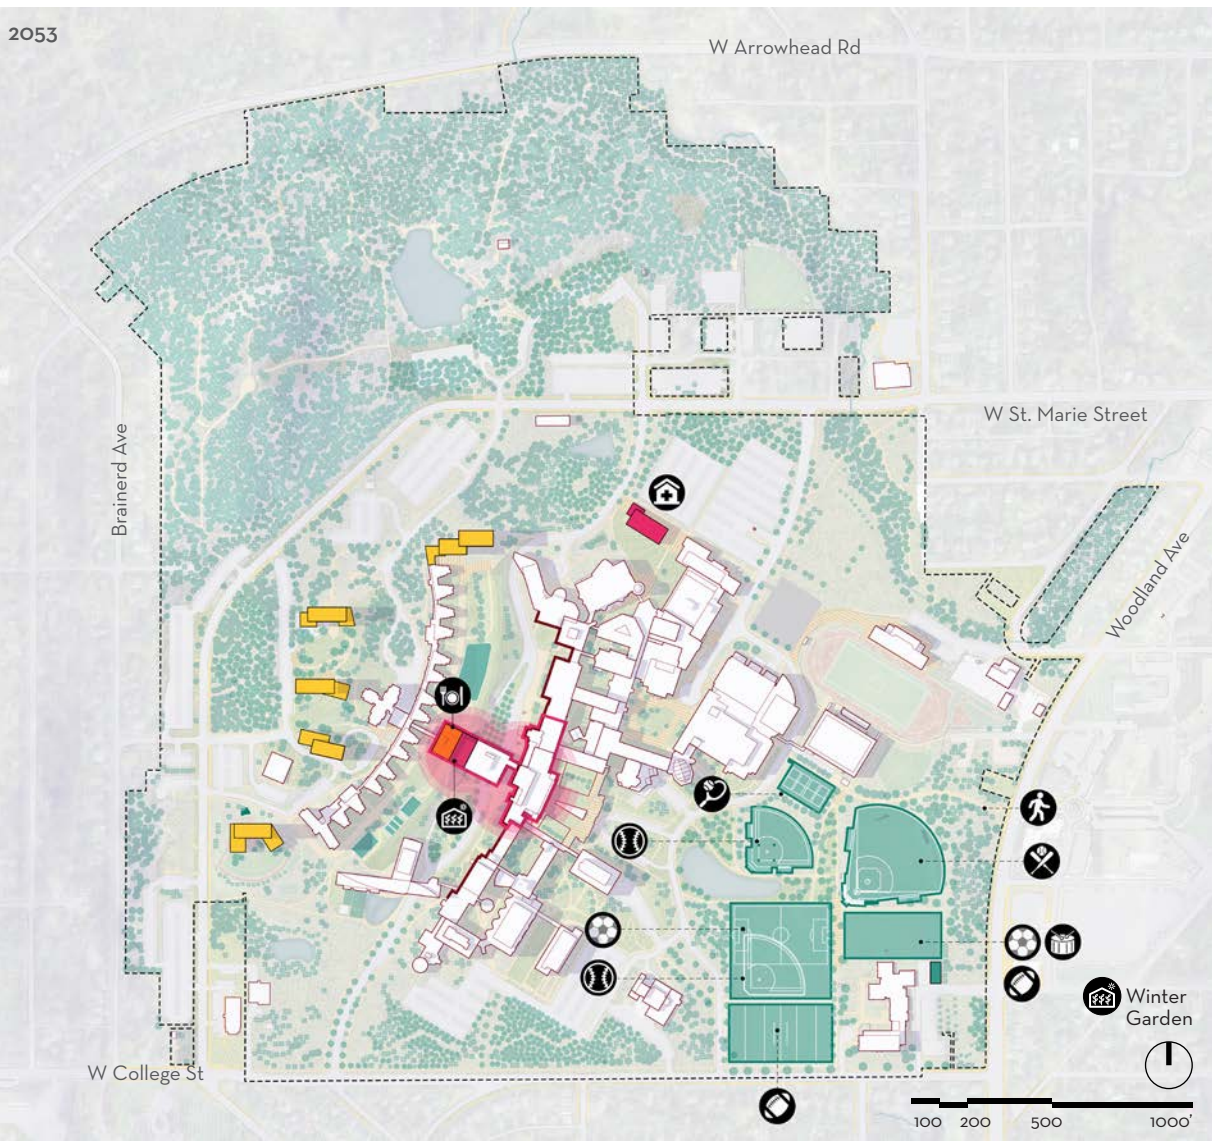 2053
W Arrowhead Rd
W St. Marie Street
Brainerd Ave
Woodland Ave
Winter
Garden
W College St
100 200 500 1000'